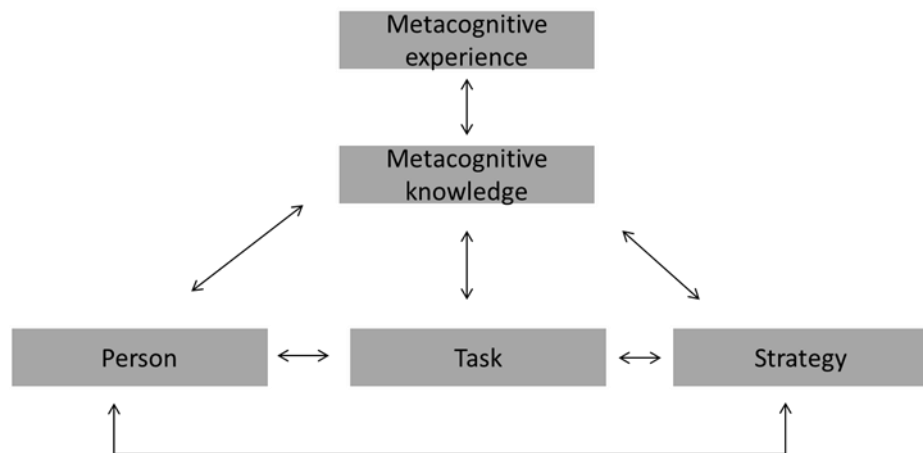 Metacognitive
experience
Metacognitive
knowledge
Person
Task
Strategy